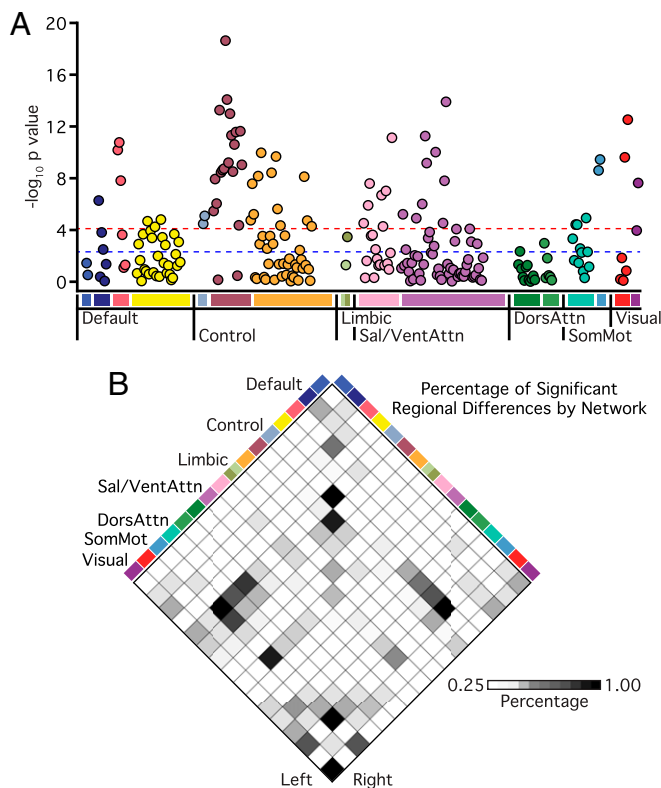 A
20
16
12
8
4
0
-log10 p value
Default
Control
Limbic
Sal/VentAttn
DorsAttn
SomMot
Visual
B
Percentage of Significant
Regional Differences by Network
Default
Control
Limbic
Sal/VentAttn
DorsAttn
SomMot
Visual
0.25 1.00
Percentage
Left Right